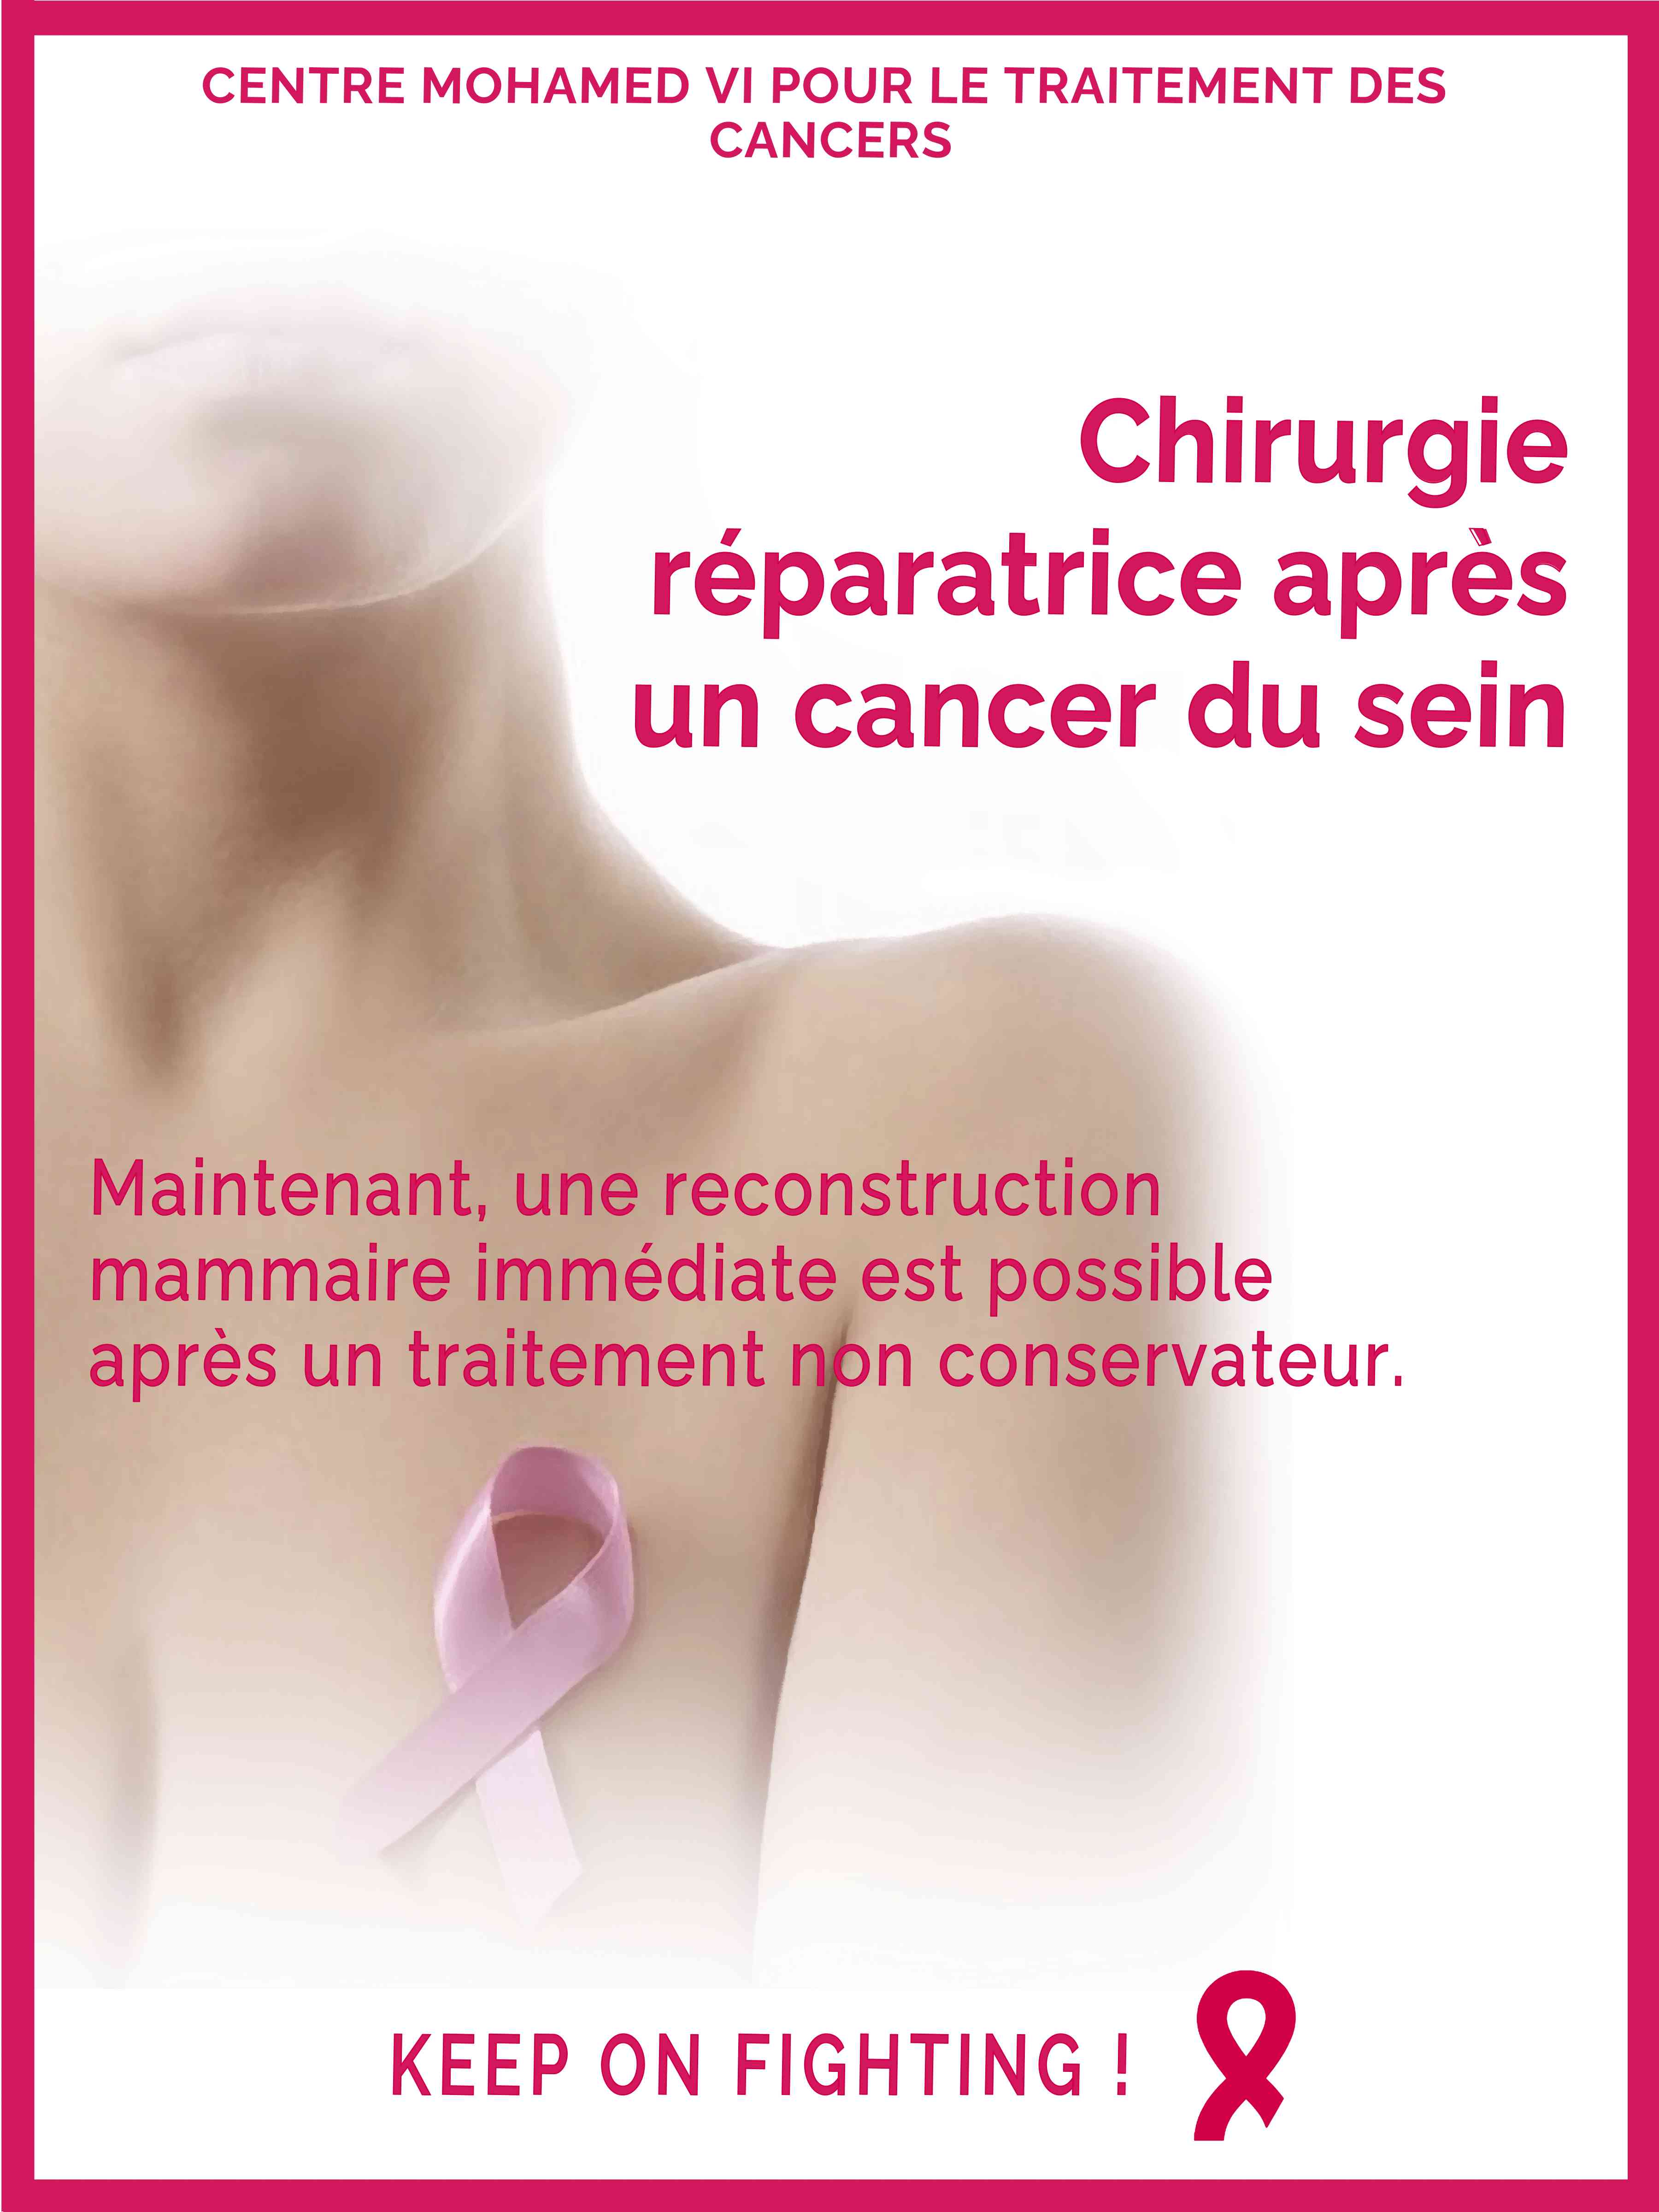 CENTRE MOHAMED VI POUR LE TRAITEMENT DES
CANCERS
Chirurgie
réparatrice après
un cancer du sein
Maintenant, une reconstruction
mammaire immédiate est possible
après un traitement non conservateur.
KEEP ON FIGHTING !